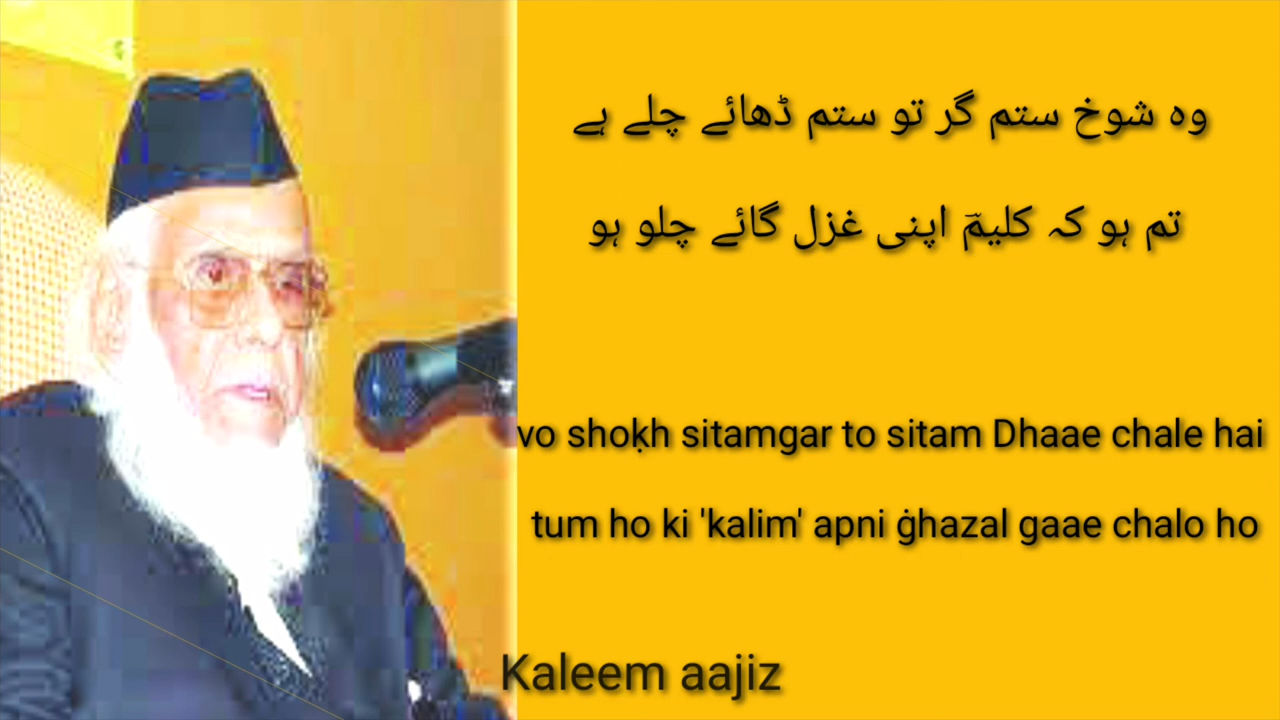 وہ شوخ ستم گر تو ستم ڈھائے چلے ہے
تم ہو کہ کلیمؔ اپنی غزل گائے چلو ہو
vo shoḳh sitamgar to sitam Dhaae chale hai
tum ho ki 'kalim' apni ġhazal gaae chalo ho
Kaleem aajiz